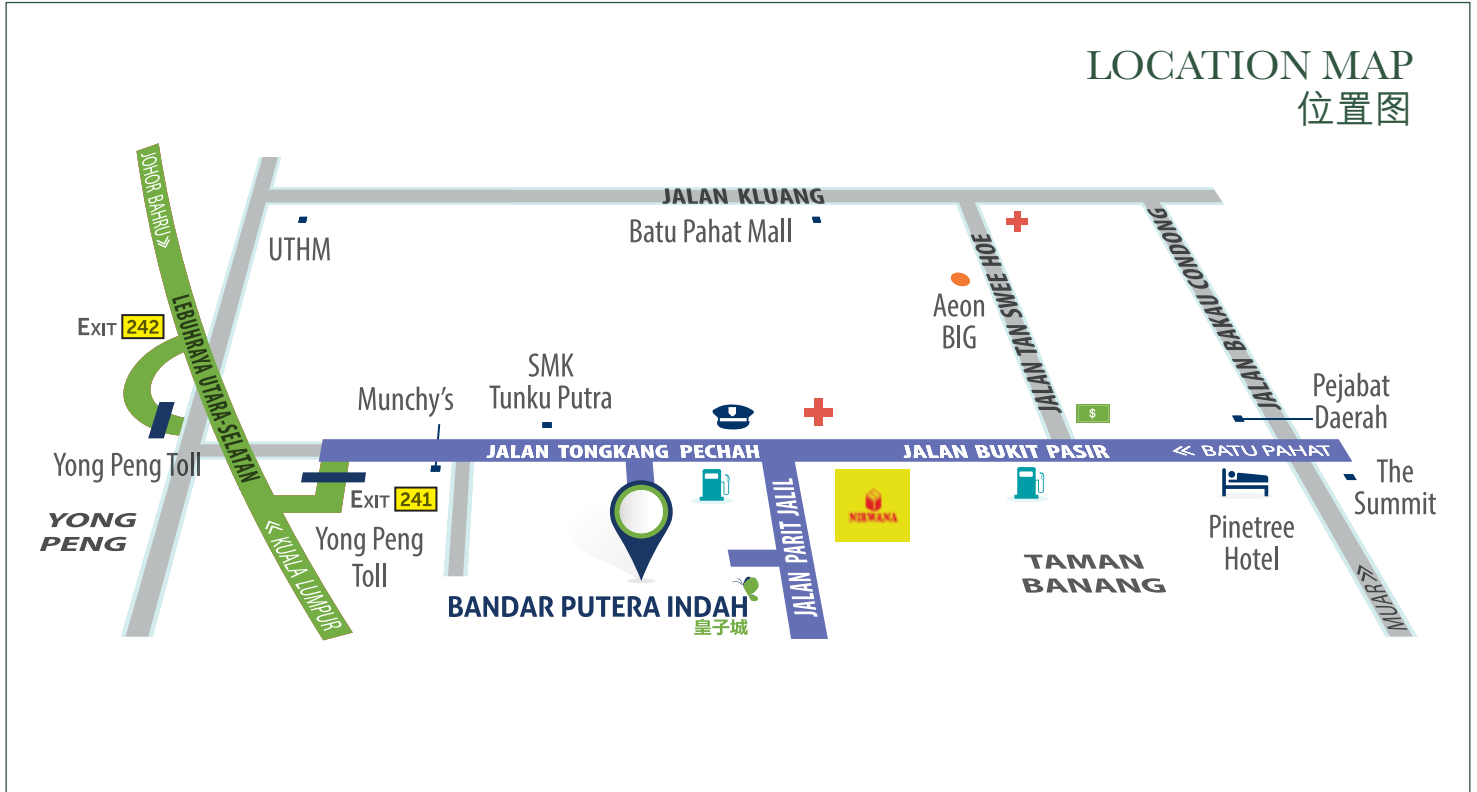 LOCATION MAP
位置图
JOHOR BAHRU »
JALAN KLUANG
UTHM
Batu Pahat Mall
JALAN TAN SWEE HOE
JALAN BAKAU CONDONG
Aeon
BIG
EXIT 242
LEBUHRAYA UTARA-SELATAN
Munchy's
SMK
Tunku Putra
$
Pejabat
Daerah
Yong Peng Toll
JALAN TONGKANG PECHAH
JALAN BUKIT PASIR
« BATU PAHAT
EXIT 241
YONG
PENG
Yong Peng
Toll
« KUALA LUMPUR
JALAN PARIT JALIL
NIRWANA
The
Summit
Pinetree
Hotel
TAMAN
BANANG
MUAR »
BANDAR PUTERA INDAH
皇子城